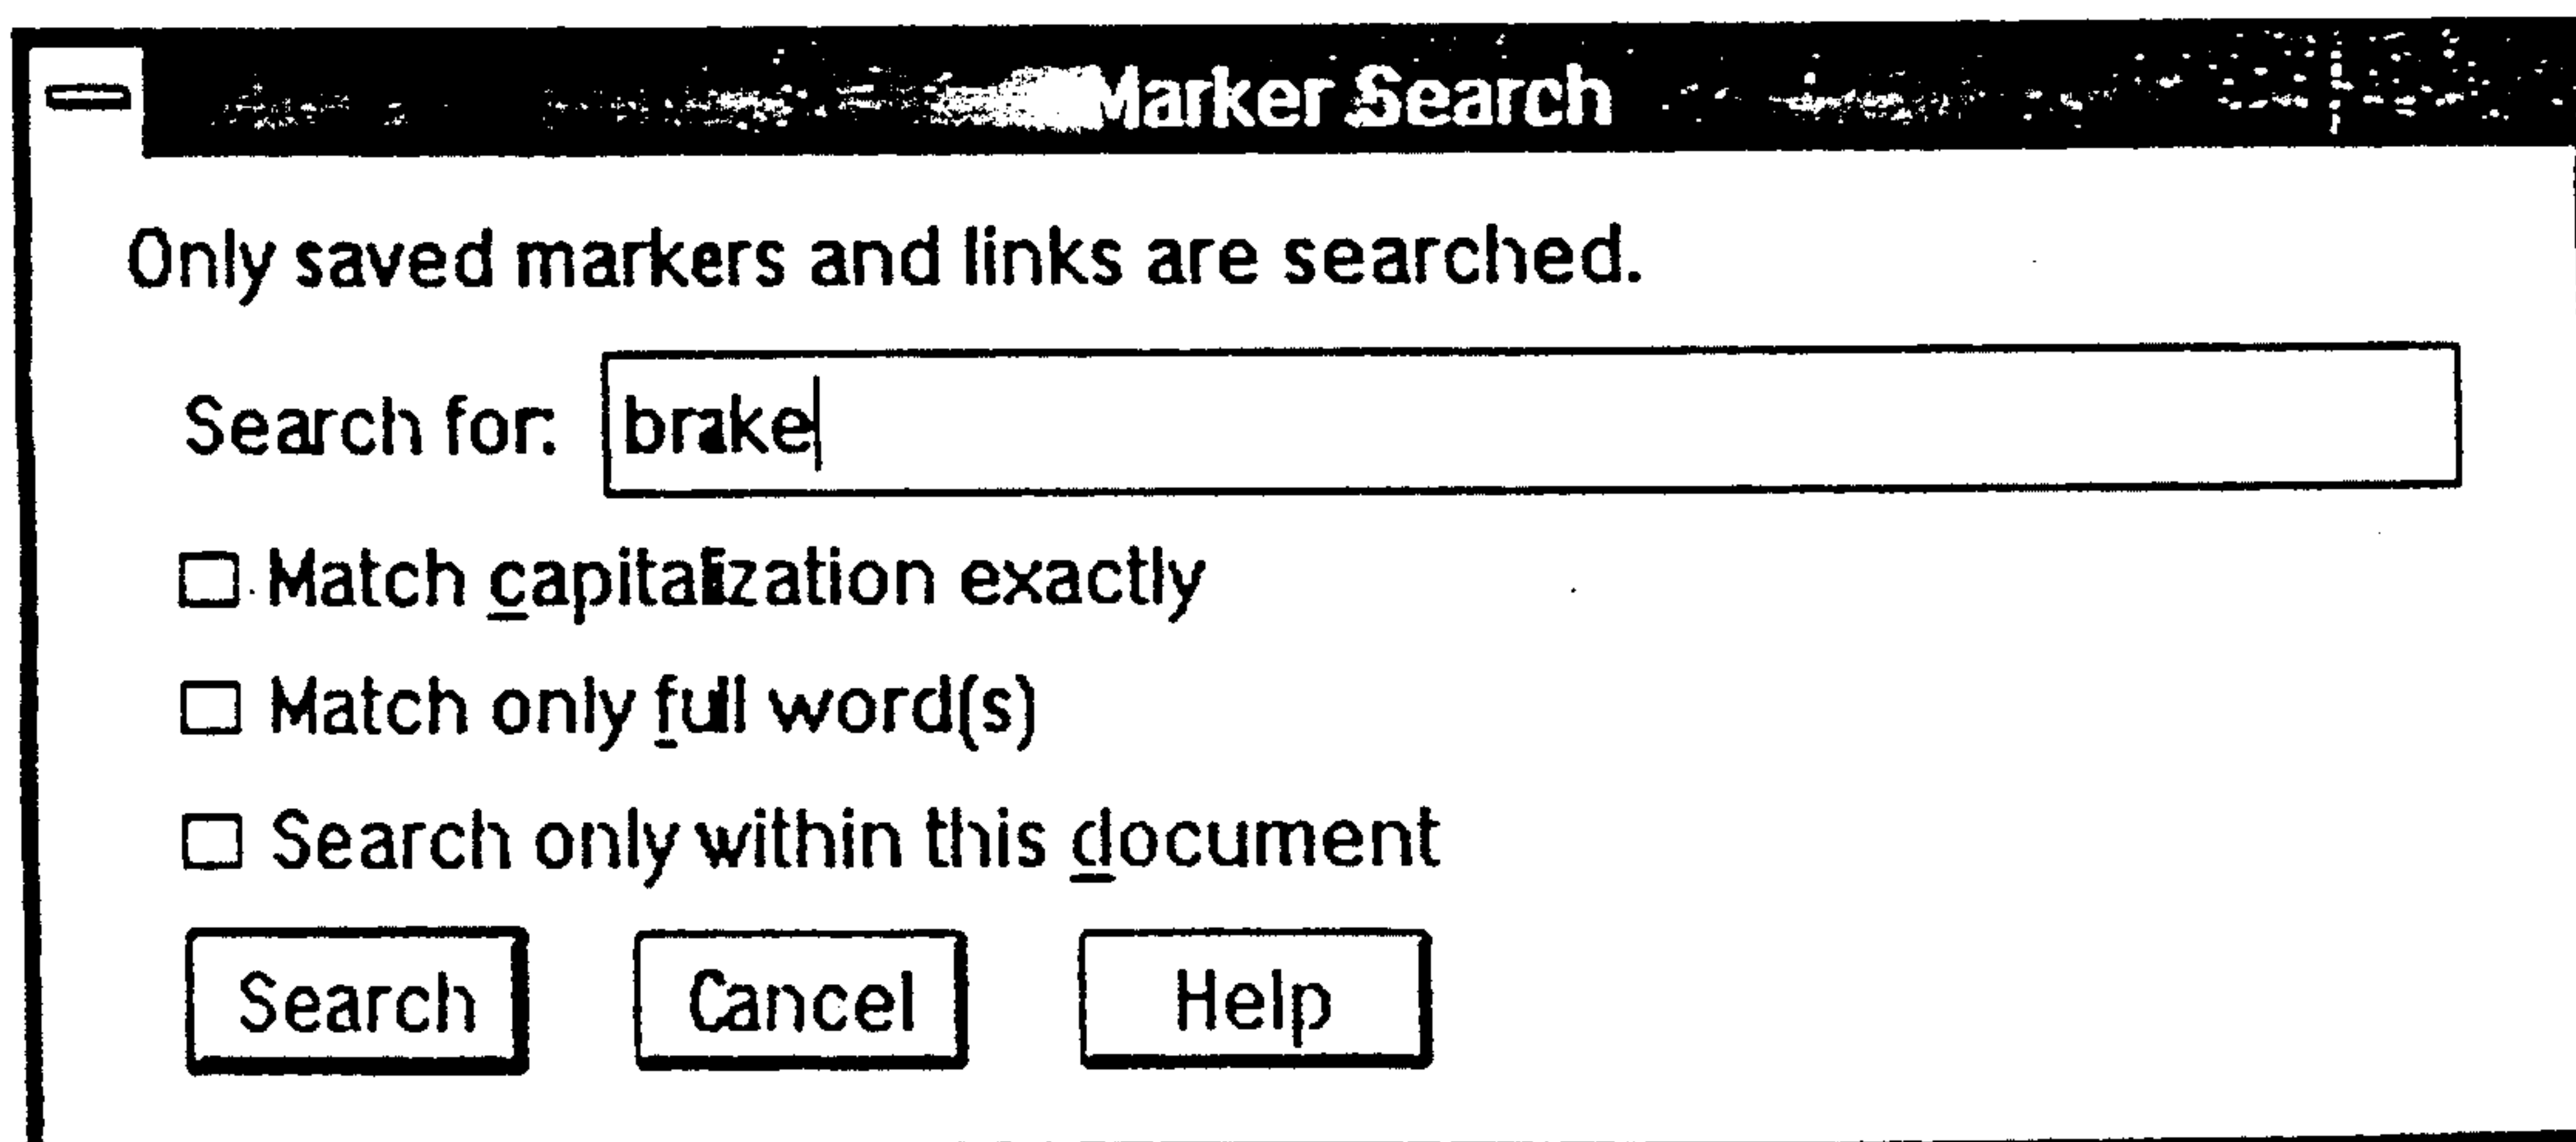 Marker Search
Only saved markers and links are searched.
Search for: brake
Match capitalization exactly
Match only full word(s)
Search only within this document
Search Cancel Help